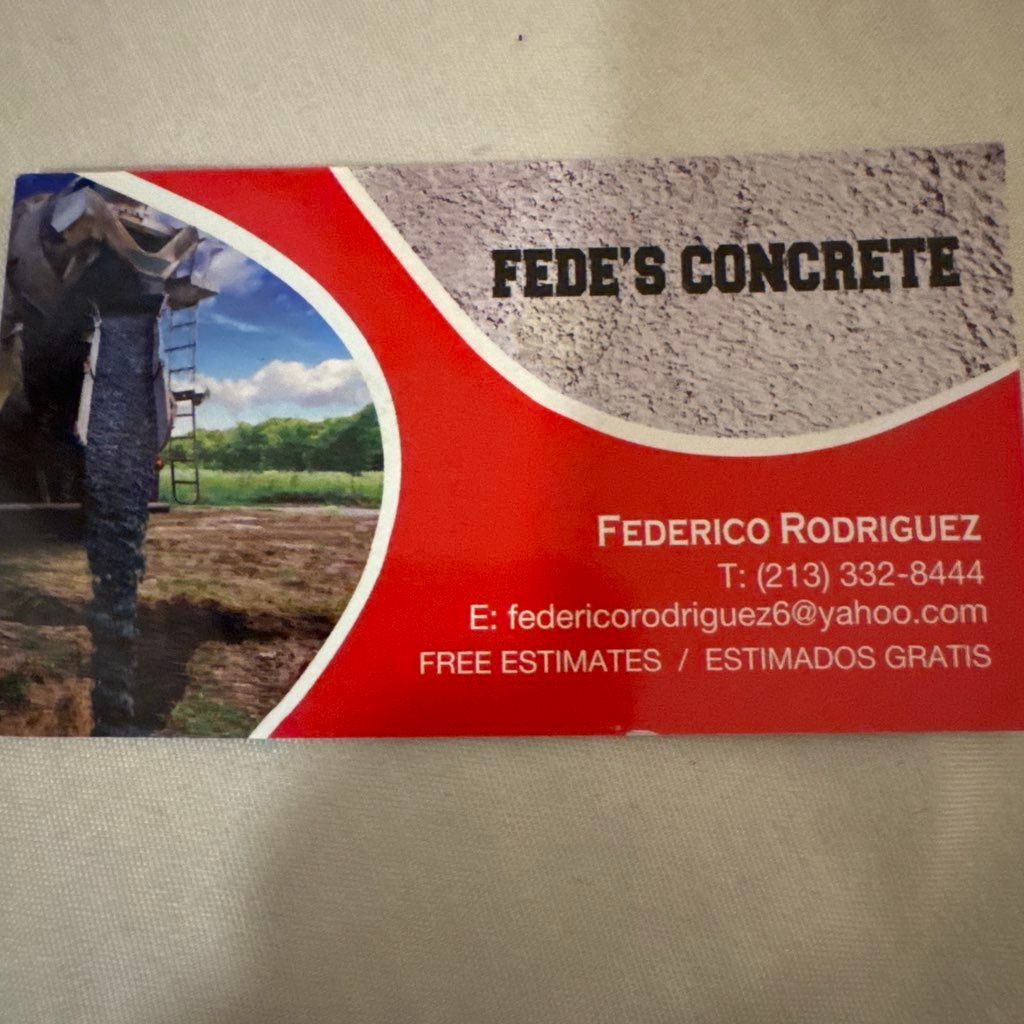 FEDE'S CONCRETE
FEDERICO RODRIGUEZ
T: (213) 332-8444
E: federicorodriguez6@yahoo.com
FREE ESTIMATES / ESTIMADOS GRATIS